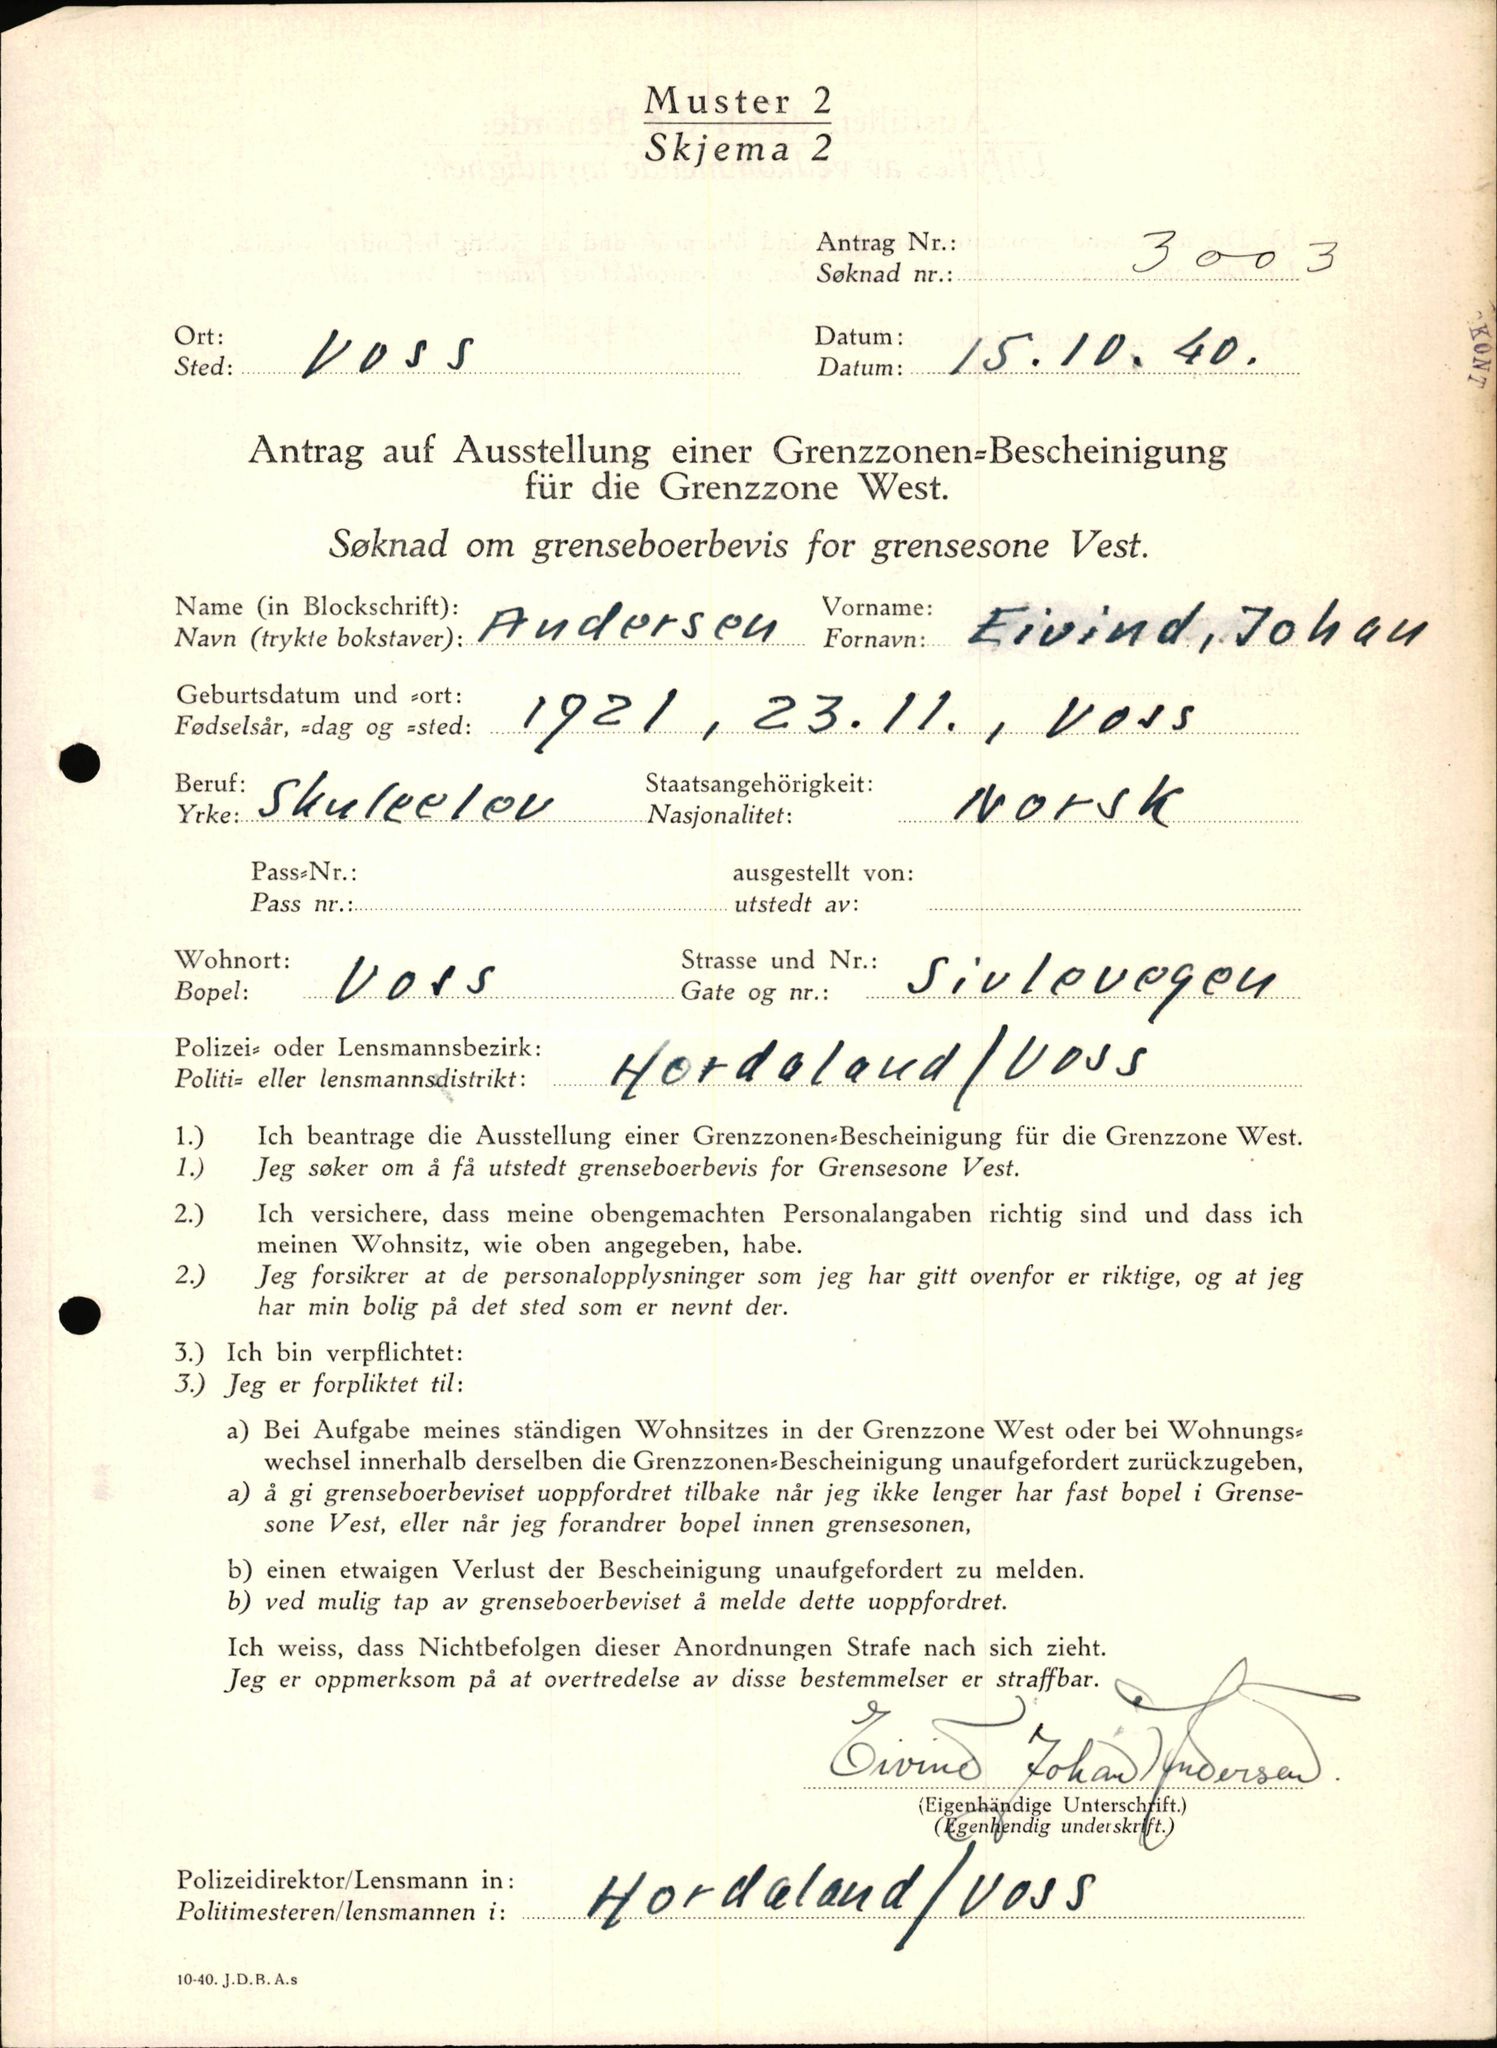 Muster 2
Skjema 2
Antrag Nr.:
Søknad nr.: 3003
Ort:
Sted: Voss
Datum:
Datum: 15.10.40.
KONT
Antrag auf Ausstellung einer Grenzzonen=Bescheinigung
für die Grenzzone West.
Søknad om grenseboerbevis for grensesone Vest.
Name (in Blockschrift):
Navn (trykte bokstaver): Andersen
Vorname:
Fornavn: Eivind, Johan
Geburtsdatum und =ort:
Fødselsår, =dag og =sted: 1921, 23.11., Voss
Beruf:
Yrke: Skuleelev
Staatsangehörigkeit:
Nasjonalitet: Norsk
Pass=Nr.:
Pass nr.:
ausgestellt von:
utstedt av:
Wohnort:
Bopel: Voss
Strasse und Nr.:
Gate og nr.: Sivlevegen
Polizei= oder Lensmannsbezirk:
Politi= eller lensmannsdistrikt: Hordaland/Voss
1.) Ich beantrage die Ausstellung einer Grenzzonen=Bescheinigung für die Grenzzone West.
1.) Jeg søker om å få utstedt grenseboerbevis for Grensesone Vest.
2.) Ich versichere, dass meine obengemachten Personalangaben richtig sind und dass ich
meinen Wohnsitz, wie oben angegeben, habe.
2.) Jeg forsikrer at de personalopplysninger som jeg har gitt ovenfor er riktige, og at jeg
har min bolig på det sted som er nevnt der.
3.) Ich bin verpflichtet:
3.) Jeg er forpliktet til:
a) Bei Aufgabe meines ständigen Wohnsitzes in der Grenzzone West oder bei Wohnungs=
wechsel innerhalb derselben die Grenzzonen=Bescheinigung unaufgefordert zurückzugeben,
a) å gi grenseboerbeviset uoppfordret tilbake når jeg ikke lenger har fast bopel i Grense-
sone Vest, eller når jeg forandrer bopel innen grensesonen,
b) einen etwaigen Verlust der Bescheinigung unaufgefordert zu melden.
b) ved mulig tap av grenseboerbeviset å melde dette uoppfordret.
Ich weiss, dass Nichtbefolgen dieser Anordnungen Strafe nach sich zieht.
Jeg er oppmerksom på at overtredelse av disse bestemmelser er straffbar.
Eivind Johan Andersen.
(Eigenhändige Unterschrift.)
(Egenhendig underskrift.)
Polizeidirektor/Lensmann in:
Politimesteren/lensmannen i: Hordaland/Voss
10-40. J.D.B. A.s